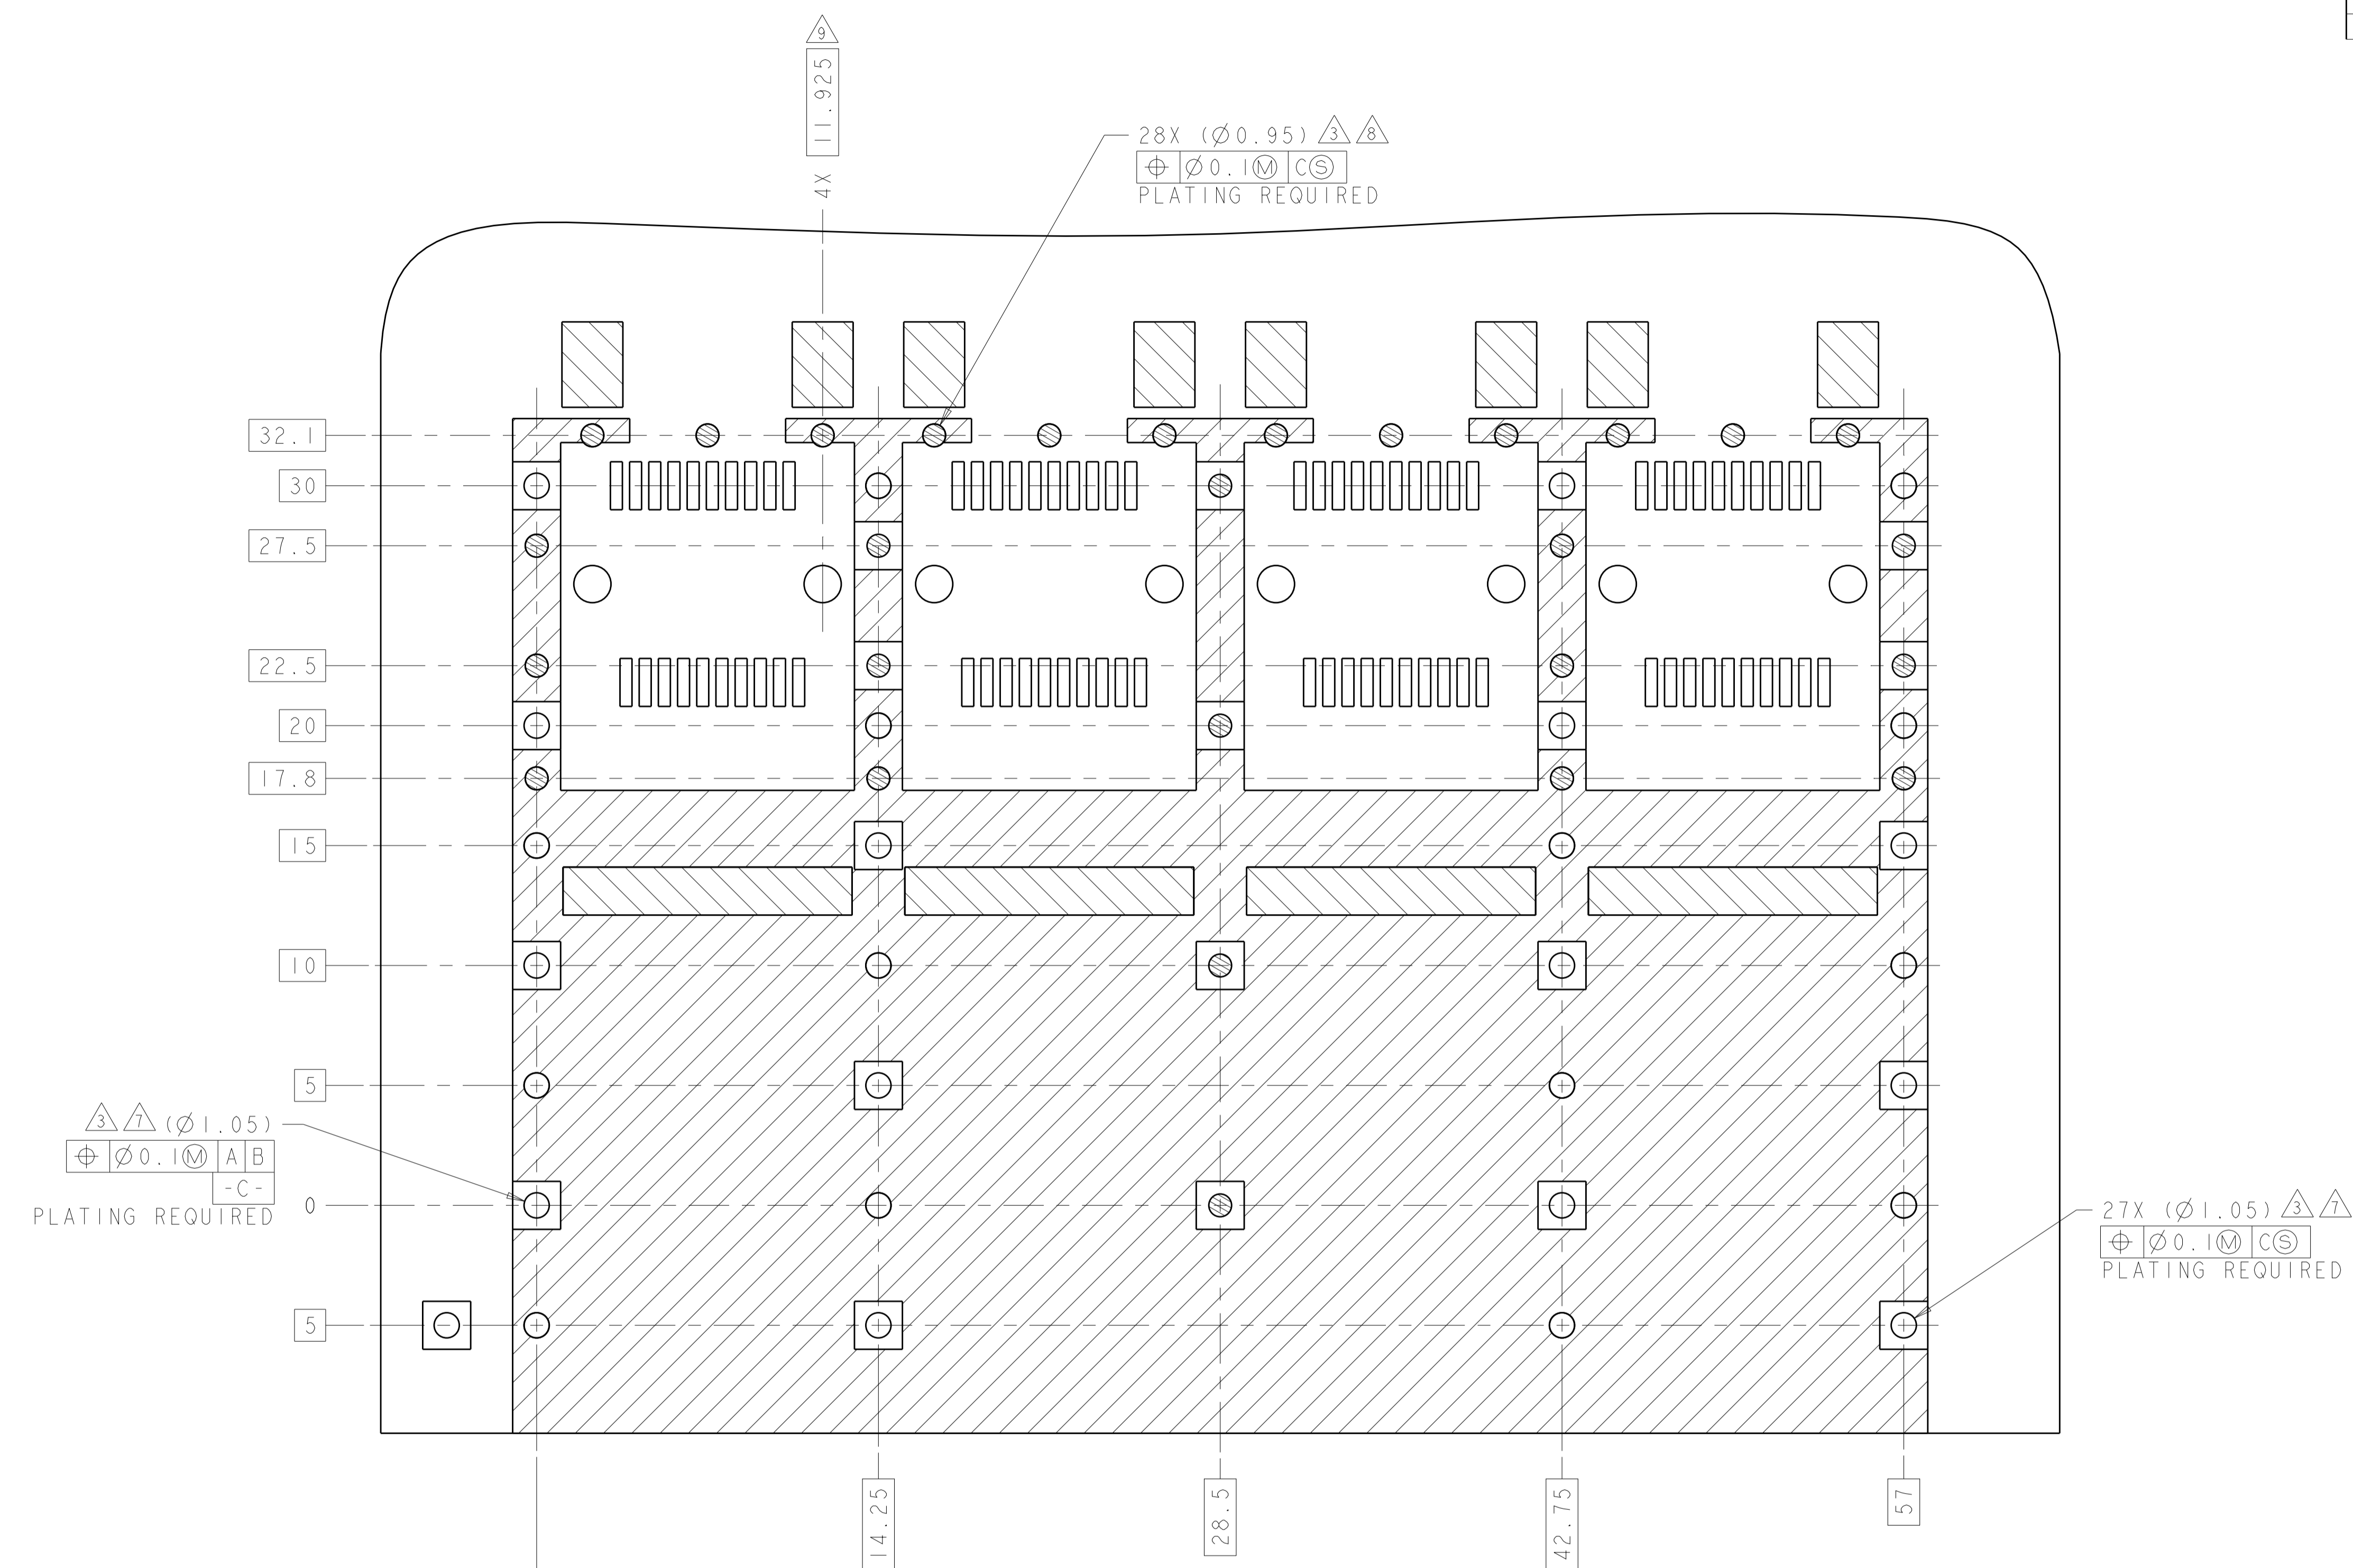 9
4X 11.925
28X (Ø0.95) 3 8
⌖ Ø0.1Ⓜ CⓈ
PLATING REQUIRED
32.1
30
27.5
22.5
20
17.8
15
10
5
3 7 (Ø1.05)
⌖ Ø0.1Ⓜ A B
-C-
PLATING REQUIRED
0
5
27X (Ø1.05) 3 7
⌖ Ø0.1Ⓜ CⓈ
PLATING REQUIRED
14.25
28.5
42.75
57